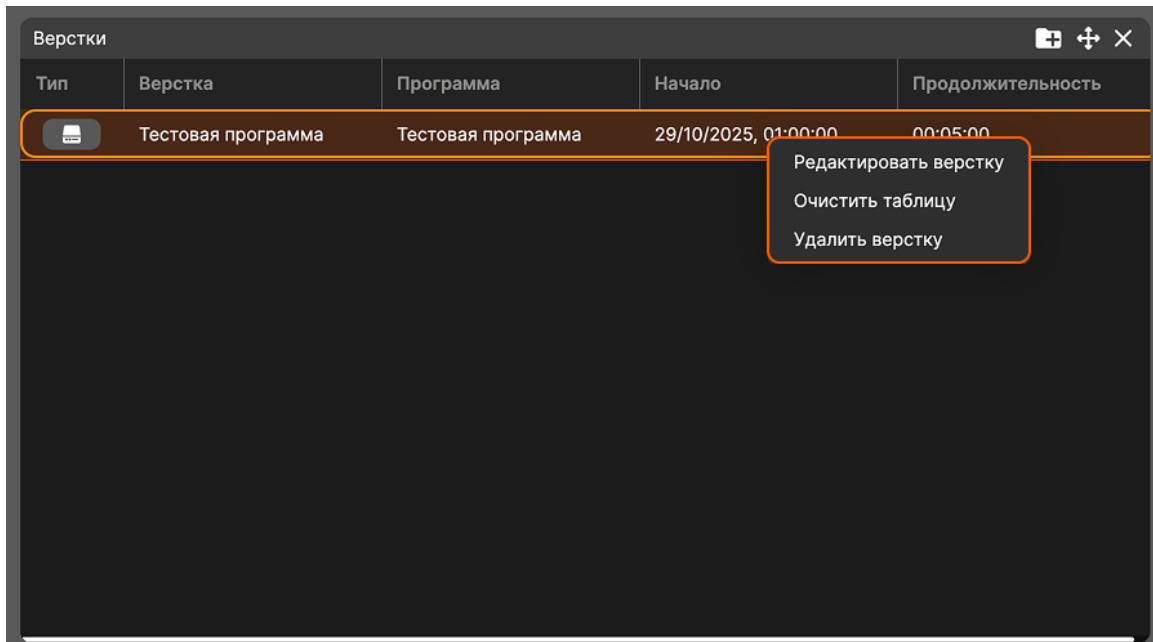 Верстки
Тип Верстка Программа Начало Продолжительность
Тестовая программа Тестовая программа 29/10/2025, 01:00:00 00:05:00
Редактировать верстку
Очистить таблицу
Удалить верстку